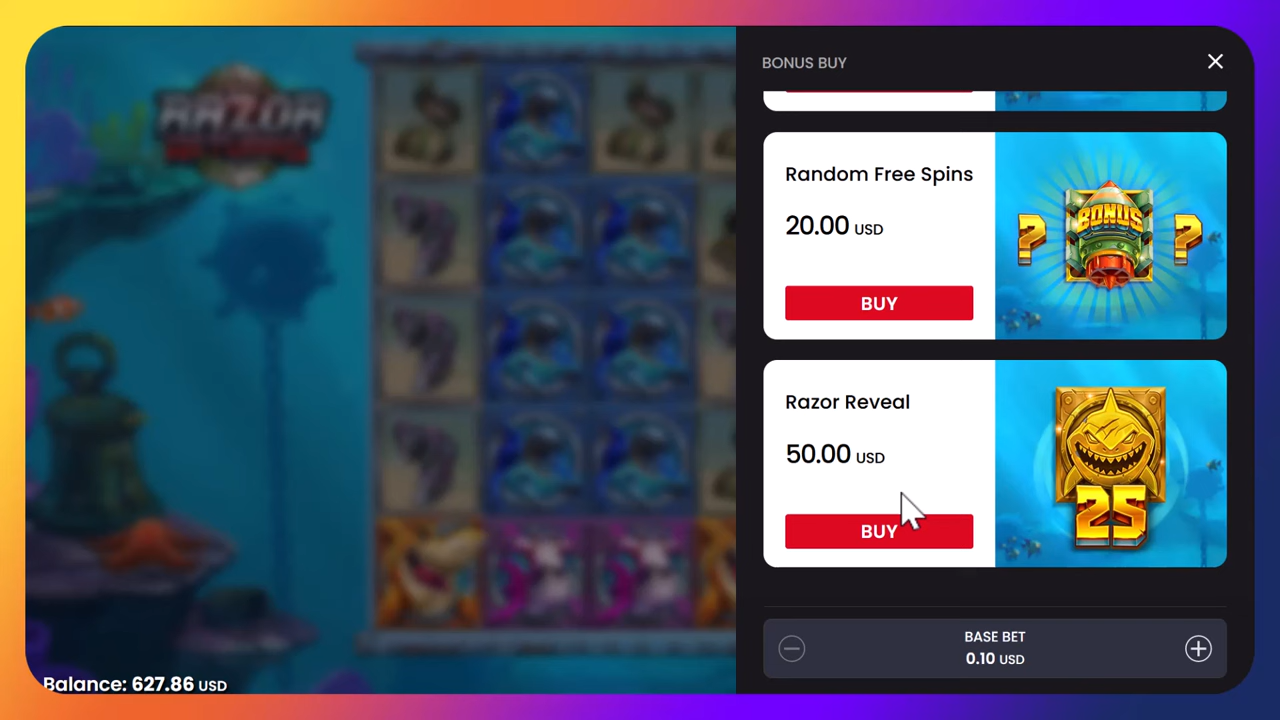 RAZOR
BONUS BUY
Random Free Spins
20.00 USD
BUY
? BONUS ?
Razor Reveal
50.00 USD
BUY
25
BASE BET
0.10 USD
Balance: 627.86 USD